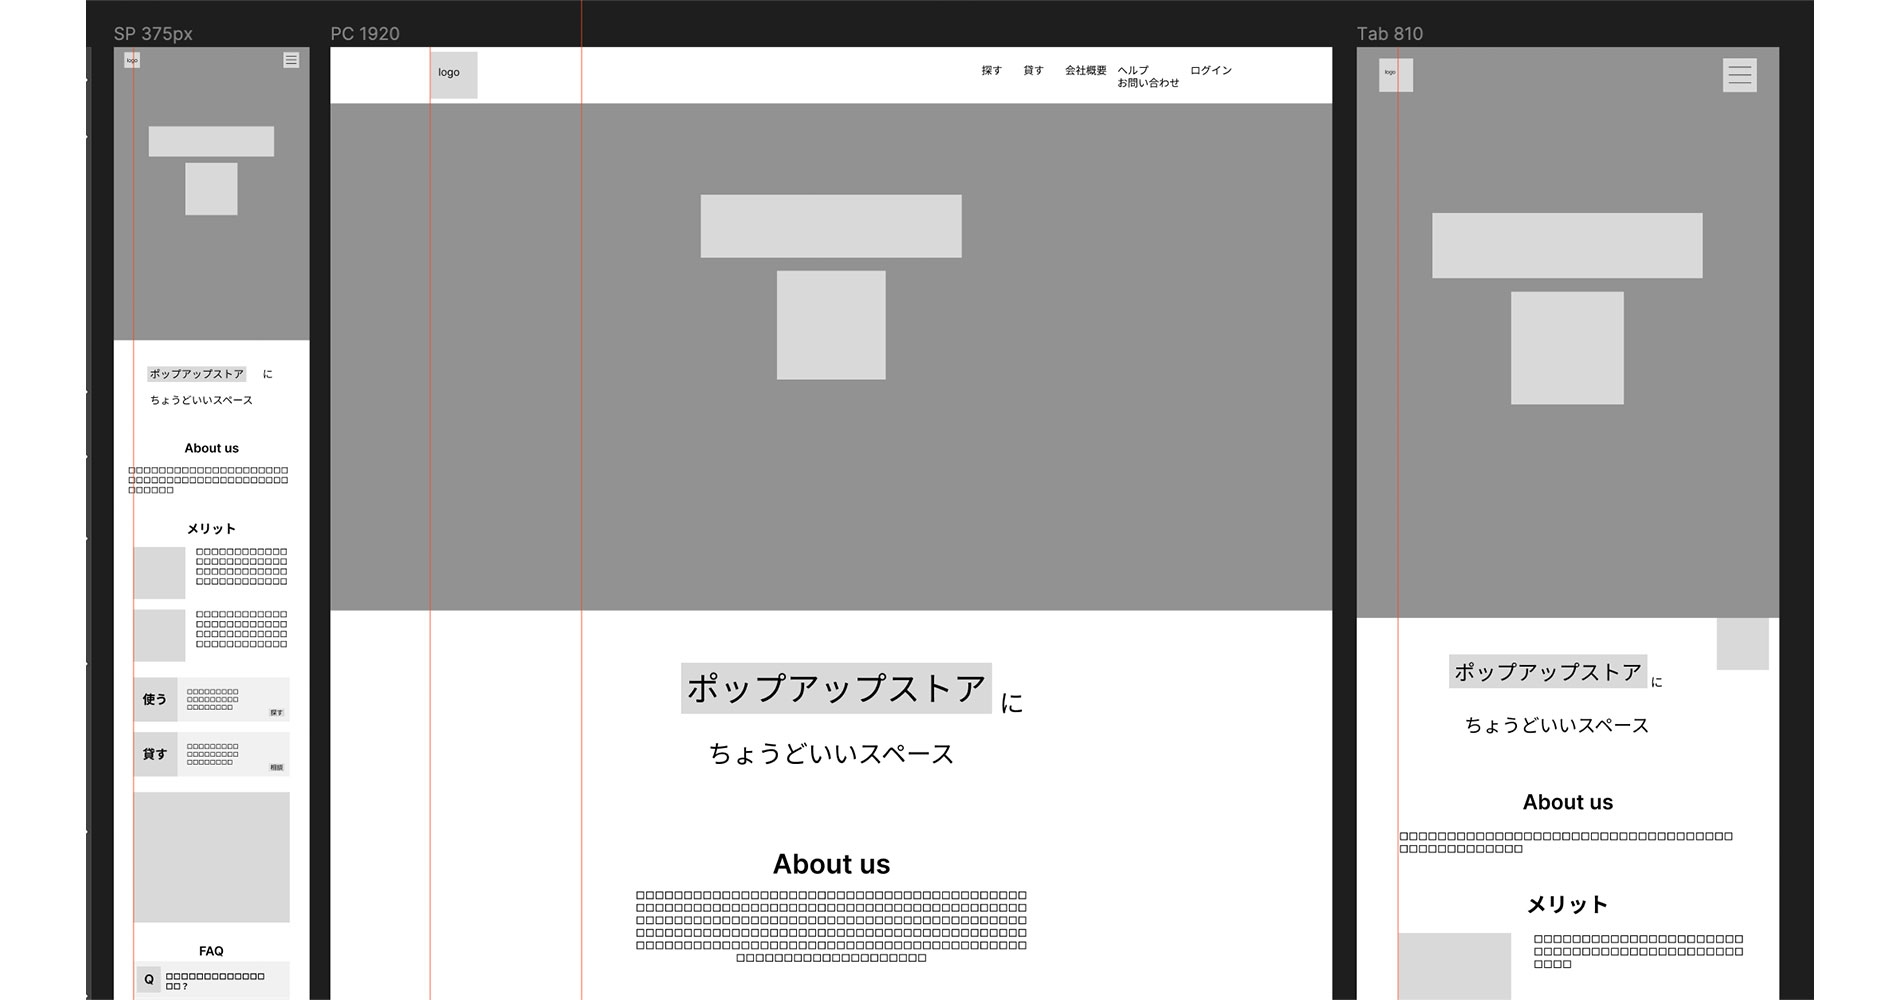 SP 375px
logo
ポップアップストア に
ちょうどいいスペース
About us
□□□□□□□□□□□□□□□□□□□□□
□□□□□□□□□□□□□□□□□□□□□
□□□□□□
メリット
□□□□□□□□□□□□
□□□□□□□□□□□□
□□□□□□□□□□□□
□□□□□□□□□□□□
□□□□□□□□□□□□
□□□□□□□□□□□□
□□□□□□□□□□□□
□□□□□□□□□□□□
使う
□□□□□□□□□
□□□□□□□□□
□□□□□□□□
探す
貸す
□□□□□□□□□
□□□□□□□□□
□□□□□□□□
相談
FAQ
Q □□□□□□□□□□□□□
□□？
PC 1920
logo
探す 貸す 会社概要 ヘルプ ログイン
お問い合わせ
ポップアップストア に
ちょうどいいスペース
About us
□□□□□□□□□□□□□□□□□□□□□□□□□□□□□□□□□□□□□□□□□
□□□□□□□□□□□□□□□□□□□□□□□□□□□□□□□□□□□□□□□□□
□□□□□□□□□□□□□□□□□□□□□□□□□□□□□□□□□□□□□□□□□
□□□□□□□□□□□□□□□□□□□□□□□□□□□□□□□□□□□□□□□□□
□□□□□□□□□□□□□□□□□□□□□□□□□□□□□□□□□□□□□□□□□
□□□□□□□□□□□□□□□□□□□□
Tab 810
logo
ポップアップストア に
ちょうどいいスペース
About us
□□□□□□□□□□□□□□□□□□□□□□□□□□□□□□□□□□□
□□□□□□□□□□□□□
メリット
□□□□□□□□□□□□□□□□□□□□□□
□□□□□□□□□□□□□□□□□□□□□□
□□□□